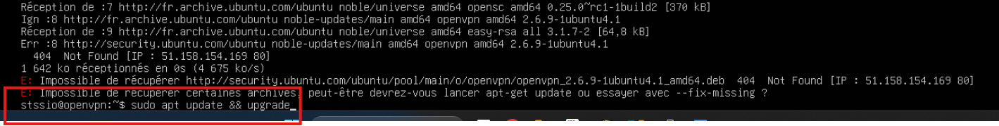 Réception de :7 http://fr.archive.ubuntu.com/ubuntu noble/universe amd64 opensc amd64 0.25.0~rc1-1build2 [370 kB]
Ign :8 http://fr.archive.ubuntu.com/ubuntu noble-updates/main amd64 openvpn amd64 2.6.9-1ubuntu4.1
Réception de :9 http://fr.archive.ubuntu.com/ubuntu noble/universe amd64 easy-rsa all 3.1.7-2 [64,8 kB]
Err :8 http://security.ubuntu.com/ubuntu noble-updates/main amd64 openvpn amd64 2.6.9-1ubuntu4.1
  404  Not Found [IP : 51.158.154.169 80]
1 642 ko réceptionnés en 0s (4 675 ko/s)
E: Impossible de récupérer http://security.ubuntu.com/ubuntu/pool/main/o/openvpn/openvpn_2.6.9-1ubuntu4.1_amd64.deb  404  Not Found [IP : 51.158.154.169 80]
E: Impossible de récupérer certaines archives, peut-être devrez-vous lancer apt-get update ou essayer avec --fix-missing ?
stssio@openvpn:~$ sudo apt update && upgrade_